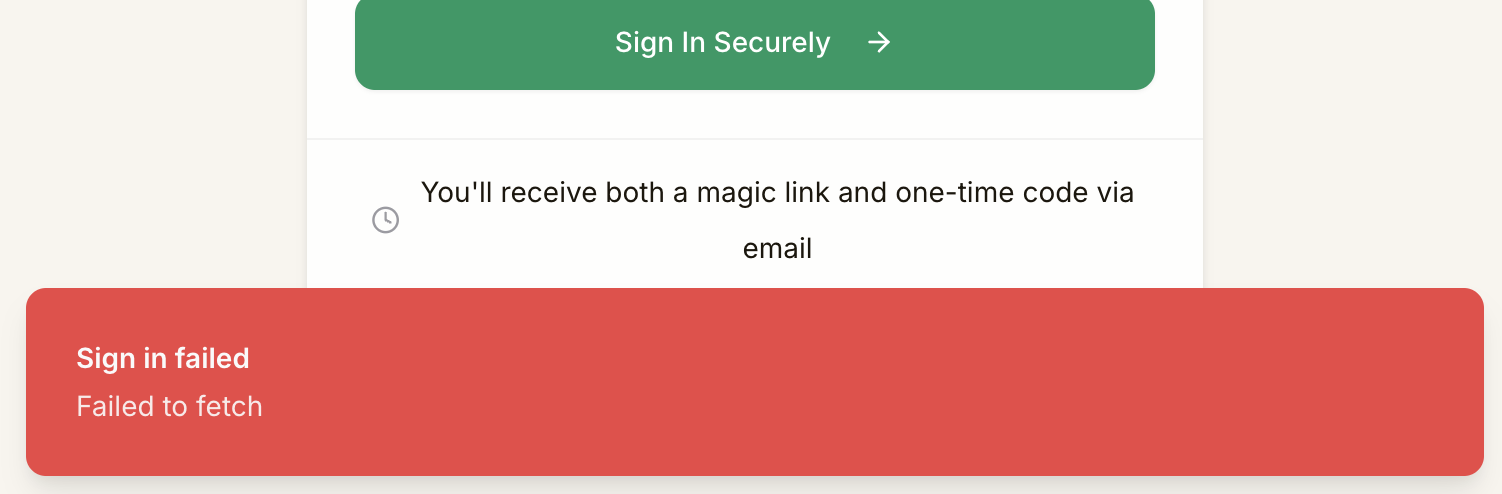 Sign In Securely →
You'll receive both a magic link and one-time code via
email
Sign in failed
Failed to fetch